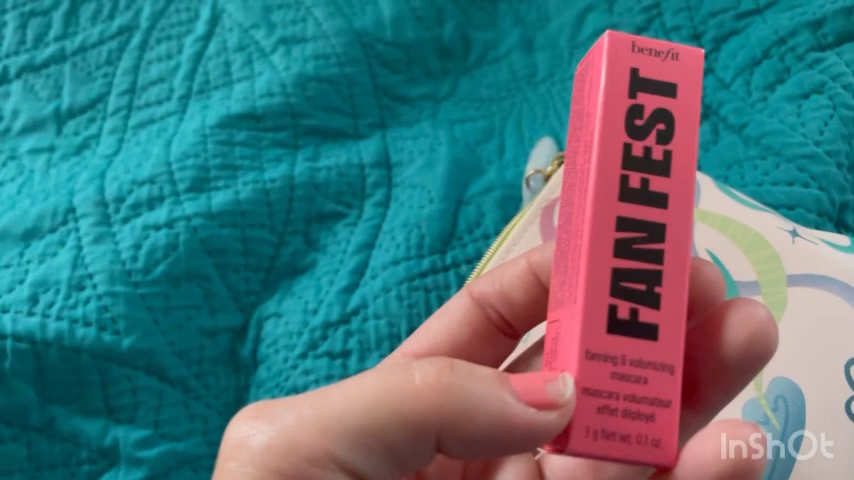 benefit
FAN FEST
fanning & volumizing
mascara
mascara volumateur
effet déployé
3 g Net wt. 0.1 oz.
InShOt